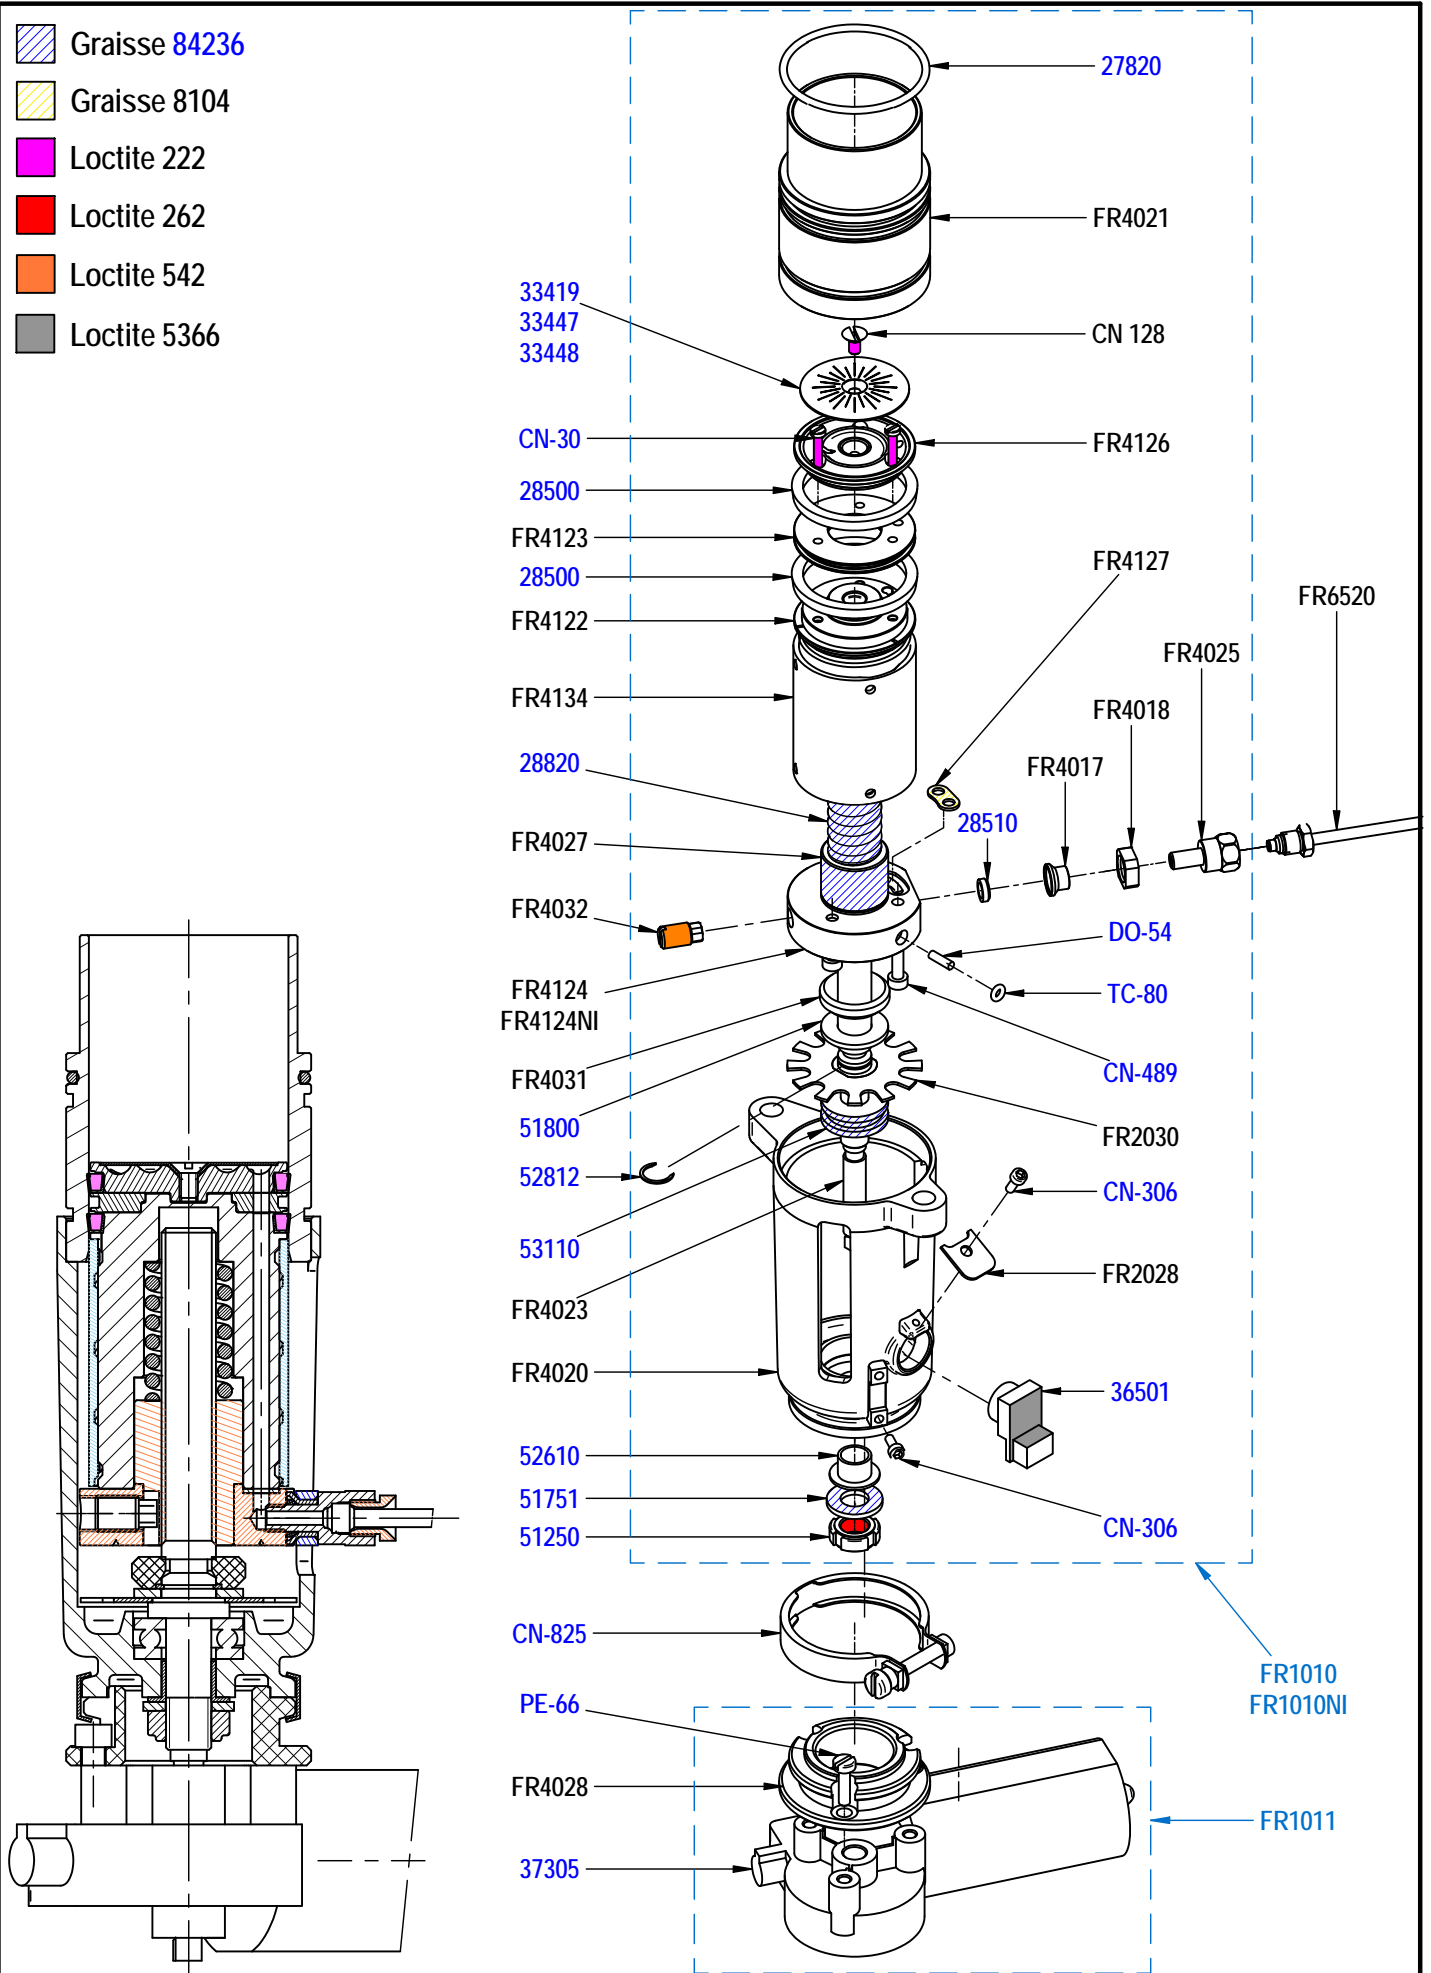 Graisse 84236
Graisse 8104
Loctite 222
Loctite 262
Loctite 542
Loctite 5366
27820
FR4021
33419
33447
33448
CN 128
CN-30
FR4126
28500
FR4123
28500
FR4127
FR4122
FR6520
FR4025
FR4134
FR4018
28820
FR4017
28510
FR4027
FR4032
DO-54
FR4124
FR4124NI
TC-80
FR4031
CN-489
51800
FR2030
52812
CN-306
53110
FR2028
FR4023
FR4020
36501
52610
51751
51250
CN-306
CN-825
FR1010
FR1010NI
PE-66
FR4028
FR1011
37305